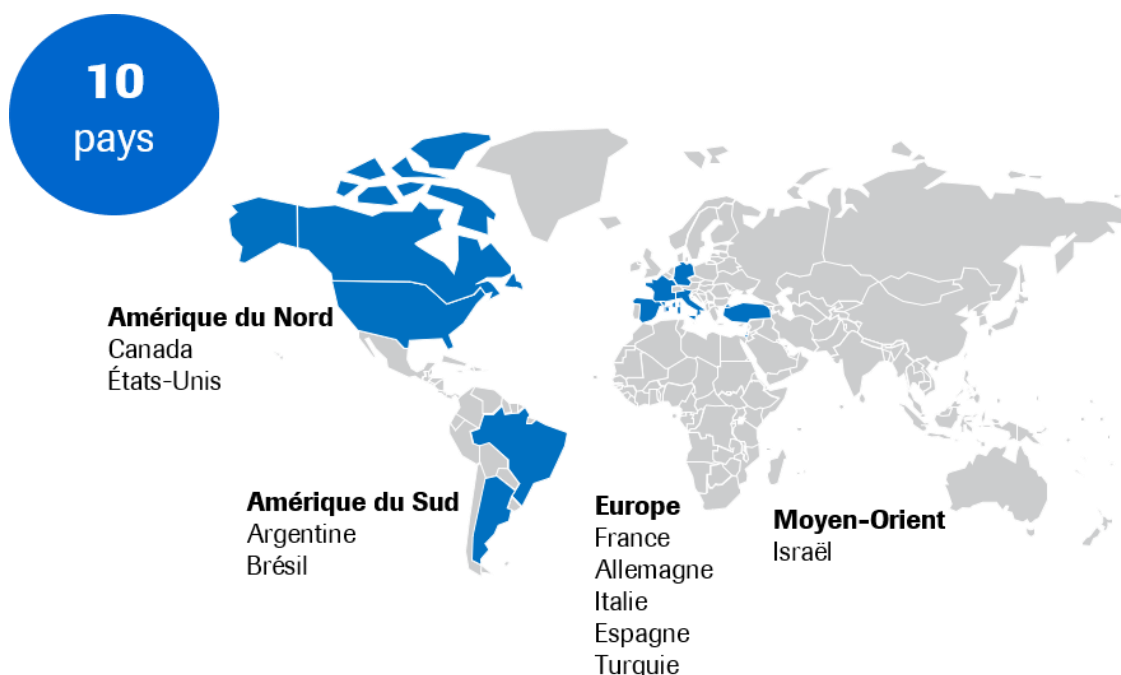 10
pays
Amérique du Nord
Canada
États-Unis
Amérique du Sud
Argentine
Brésil
Europe
France
Allemagne
Italie
Espagne
Turquie
Moyen-Orient
Israël